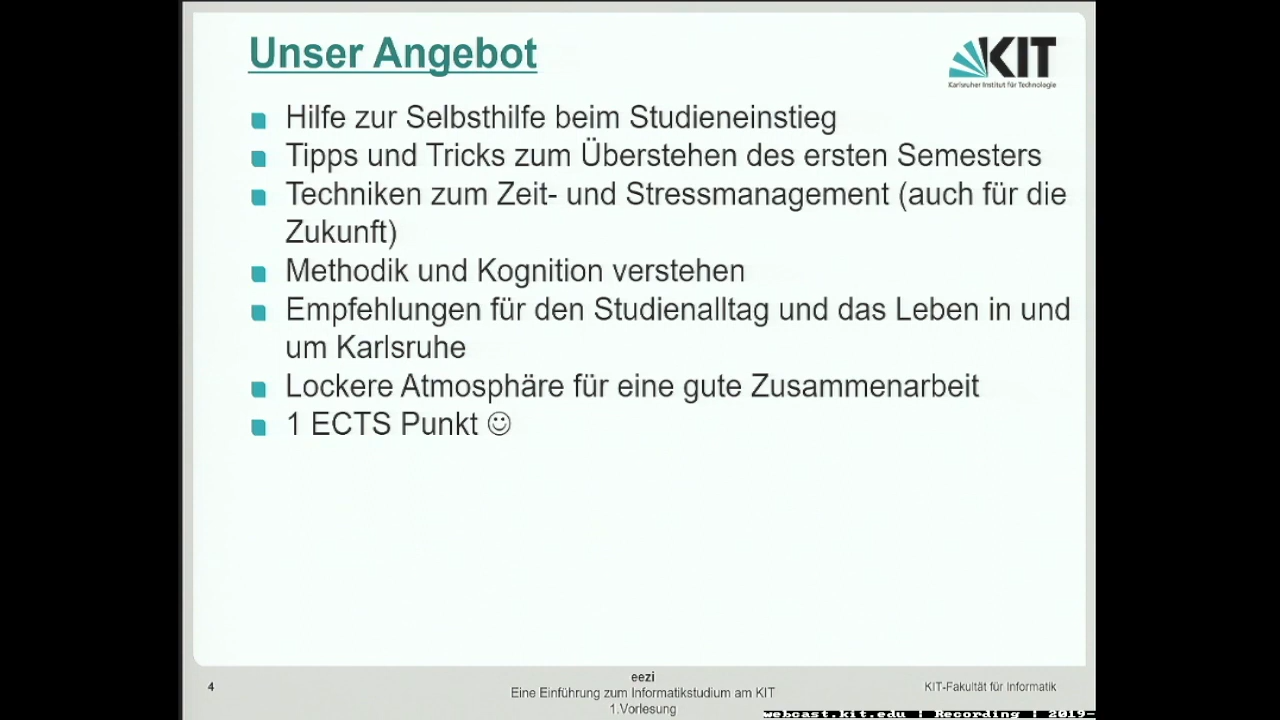 Unser Angebot
KIT
Karlsruher Institut für Technologie
Hilfe zur Selbsthilfe beim Studieneinstieg
Tipps und Tricks zum Überstehen des ersten Semesters
Techniken zum Zeit- und Stressmanagement (auch für die
Zukunft)
Methodik und Kognition verstehen
Empfehlungen für den Studienalltag und das Leben in und
um Karlsruhe
Lockere Atmosphäre für eine gute Zusammenarbeit
1 ECTS Punkt ☺
4
eezi
Eine Einführung zum Informatikstudium am KIT
1.Vorlesung
KIT-Fakultät für Informatik
webcast.kit.edu | Recording | 2019-